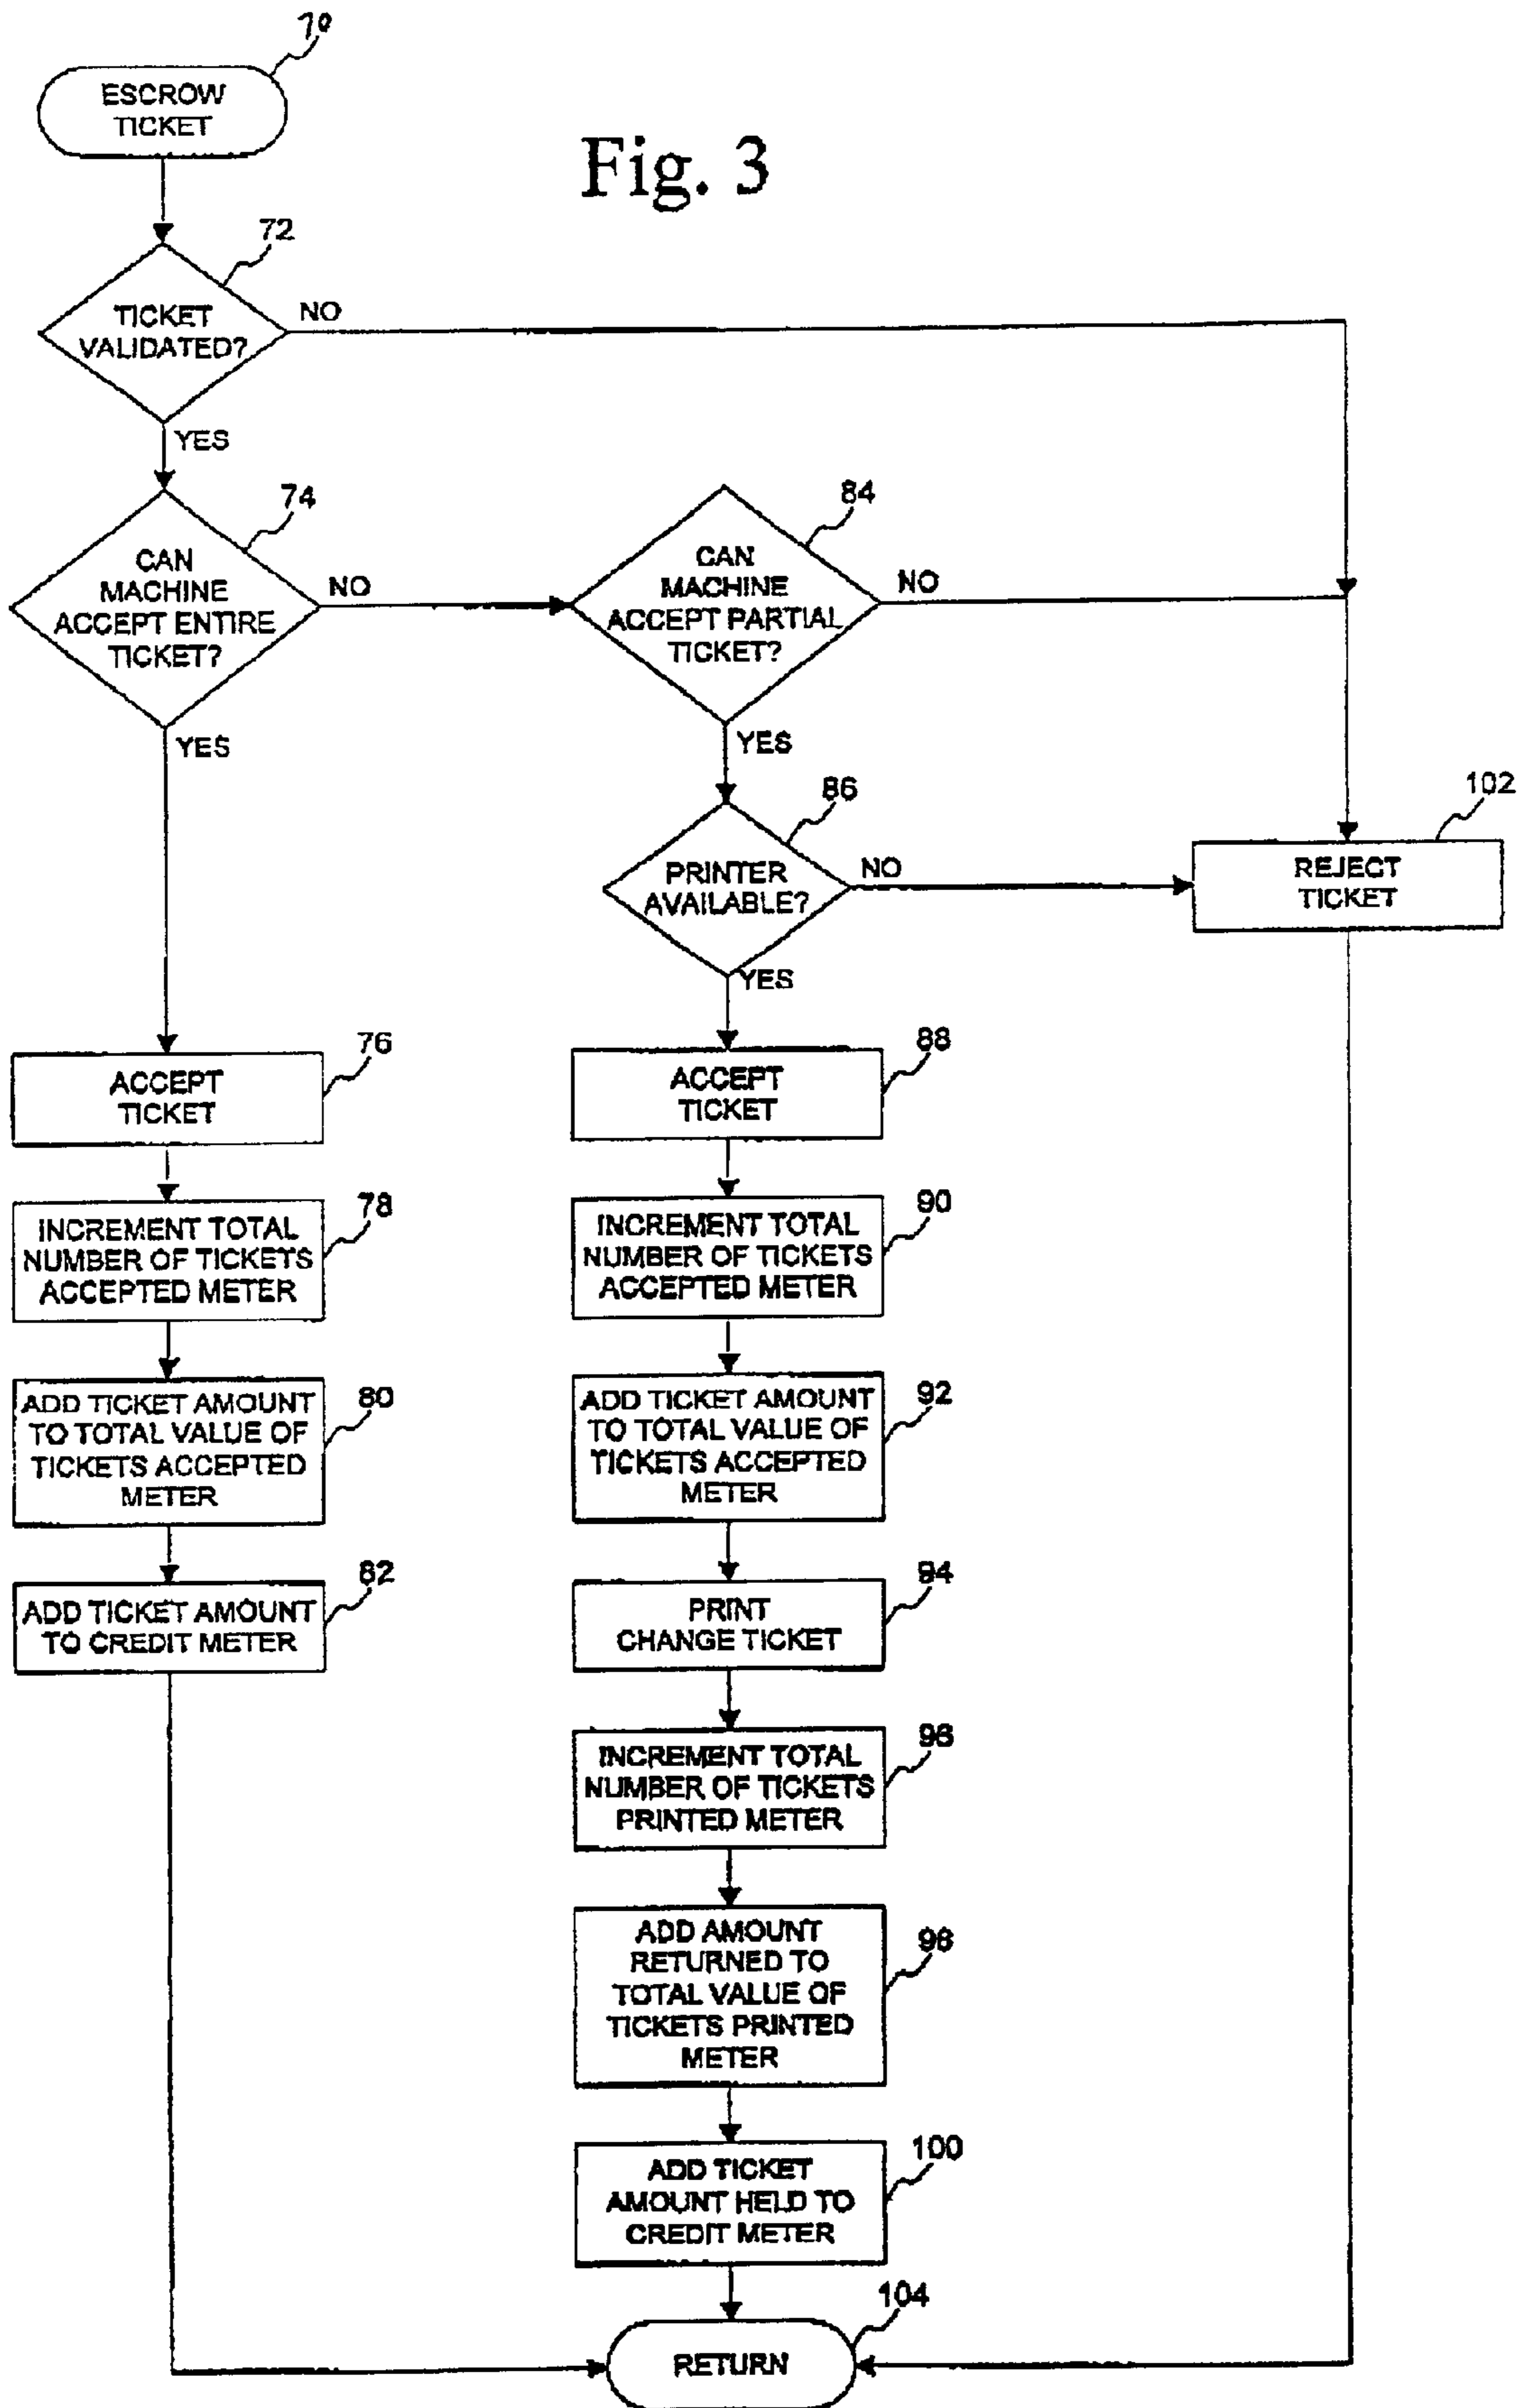 70
ESCROW
TICKET
Fig. 3
72
TICKET
VALIDATED?
NO
YES
74
CAN
MACHINE
ACCEPT ENTIRE
TICKET?
NO
84
CAN
MACHINE
ACCEPT PARTIAL
TICKET?
NO
YES
YES
86
PRINTER
AVAILABLE?
NO
YES
102
REJECT
TICKET
76
ACCEPT
TICKET
88
ACCEPT
TICKET
78
INCREMENT TOTAL
NUMBER OF TICKETS
ACCEPTED METER
90
INCREMENT TOTAL
NUMBER OF TICKETS
ACCEPTED METER
80
ADD TICKET AMOUNT
TO TOTAL VALUE OF
TICKETS ACCEPTED
METER
92
ADD TICKET AMOUNT
TO TOTAL VALUE OF
TICKETS ACCEPTED
METER
82
ADD TICKET AMOUNT
TO CREDIT METER
94
PRINT
CHANGE TICKET
96
INCREMENT TOTAL
NUMBER OF TICKETS
PRINTED METER
98
ADD AMOUNT
RETURNED TO
TOTAL VALUE OF
TICKETS PRINTED
METER
100
ADD TICKET
AMOUNT HELD TO
CREDIT METER
104
RETURN